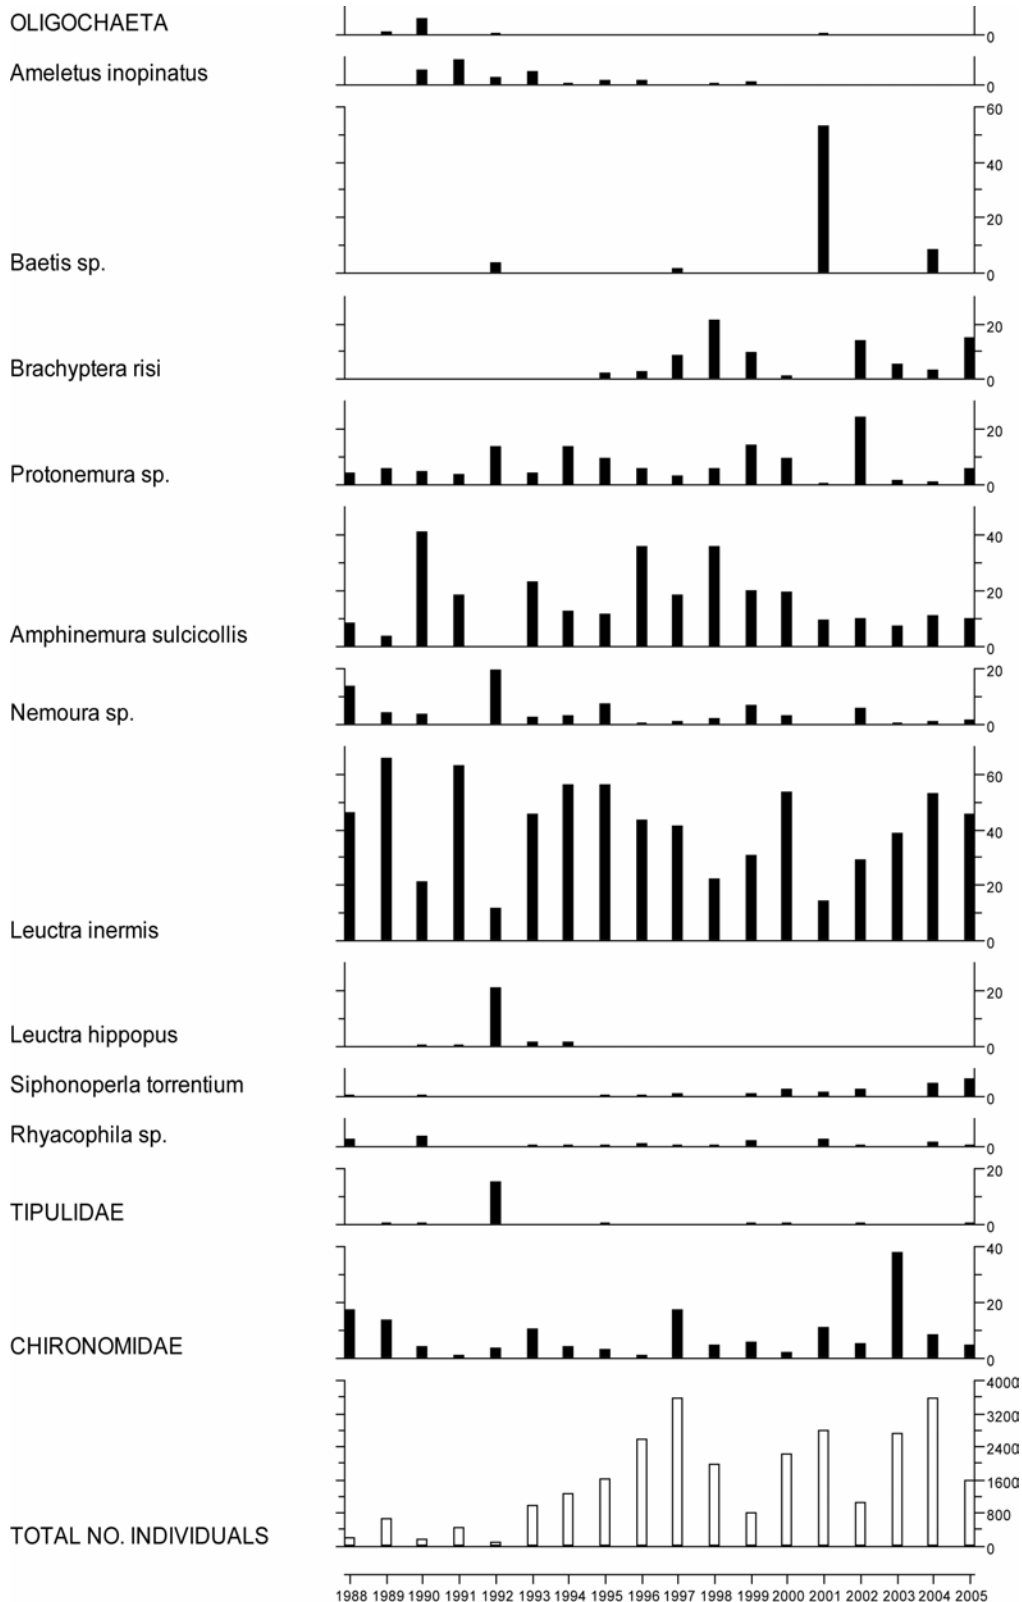 OLIGOCHAETA
0
Ameletus inopinatus
0
60
40
20
Baetis sp.
0
20
Brachyptera risi
0
20
Protonemura sp.
0
40
20
Amphinemura sulcicollis
0
20
Nemoura sp.
0
60
40
20
Leuctra inermis
0
20
Leuctra hippopus
0
Siphonoperla torrentium
0
Rhyacophila sp.
0
20
TIPULIDAE
0
40
20
CHIRONOMIDAE
0
4000
3200
2400
1600
800
TOTAL NO. INDIVIDUALS
0
1988 1989 1990 1991 1992 1993 1994 1995 1996 1997 1998 1999 2000 2001 2002 2003 2004 2005